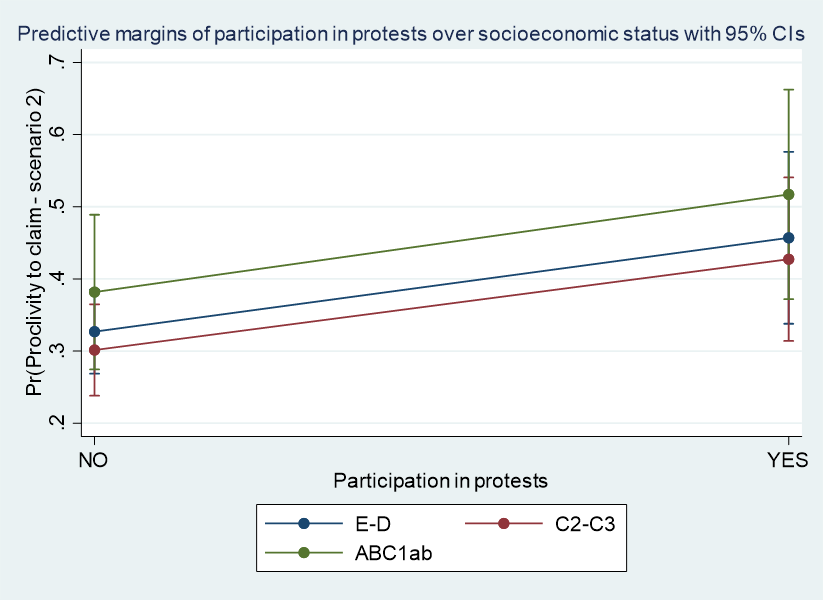 Predictive margins of participation in protests over socioeconomic status with 95% CIs
Pr(Proclivity to claim - scenario 2)
.7
.6
.5
.4
.3
.2
NO YES
Participation in protests
E-D C2-C3
ABC1ab